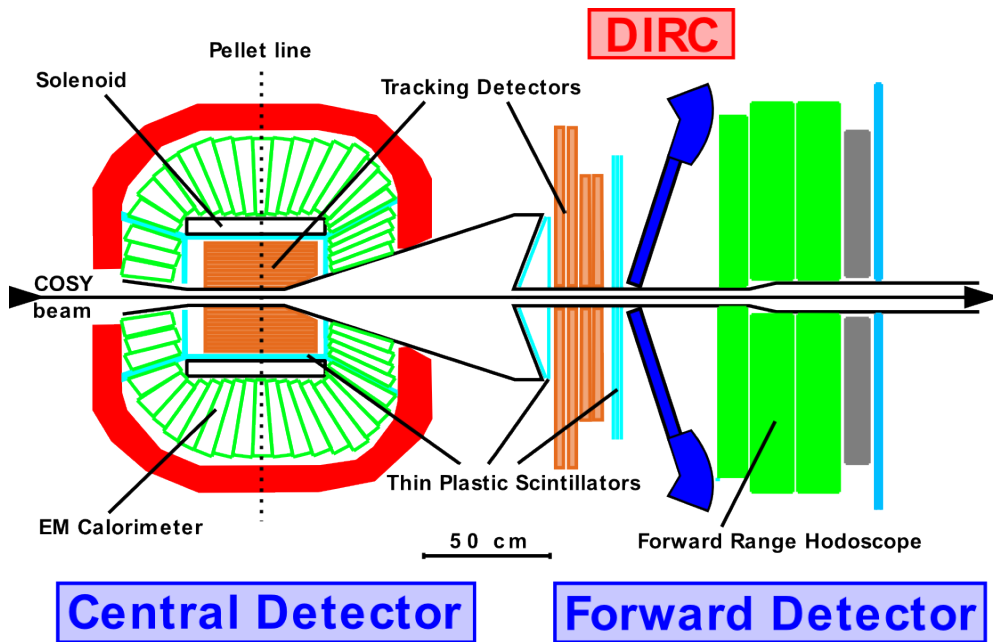 DIRC
Pellet line
Solenoid
Tracking Detectors
COSY
beam
Thin Plastic Scintillators
EM Calorimeter
50 cm
Forward Range Hodoscope
Central Detector
Forward Detector